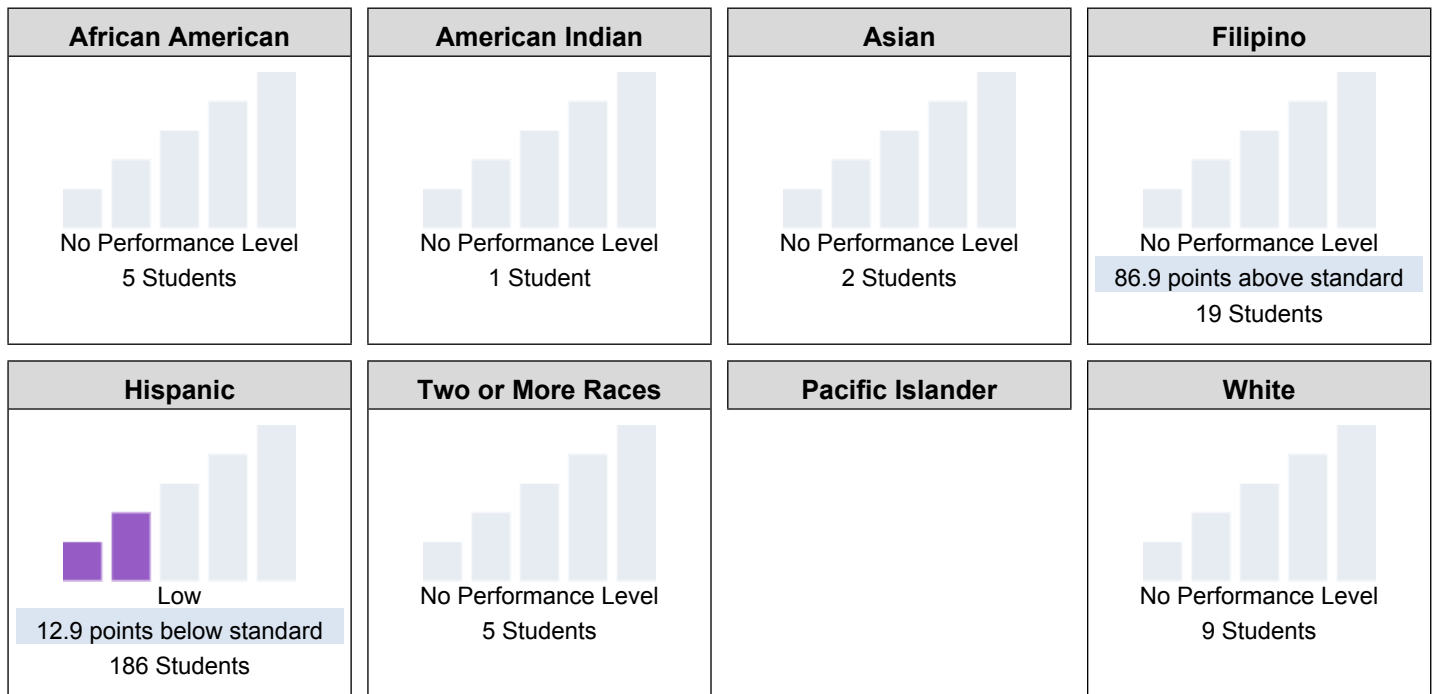 African American
No Performance Level
5 Students
American Indian
No Performance Level
1 Student
Asian
No Performance Level
2 Students
Filipino
No Performance Level
86.9 points above standard
19 Students
Hispanic
Low
12.9 points below standard
186 Students
Two or More Races
No Performance Level
5 Students
Pacific Islander
White
No Performance Level
9 Students